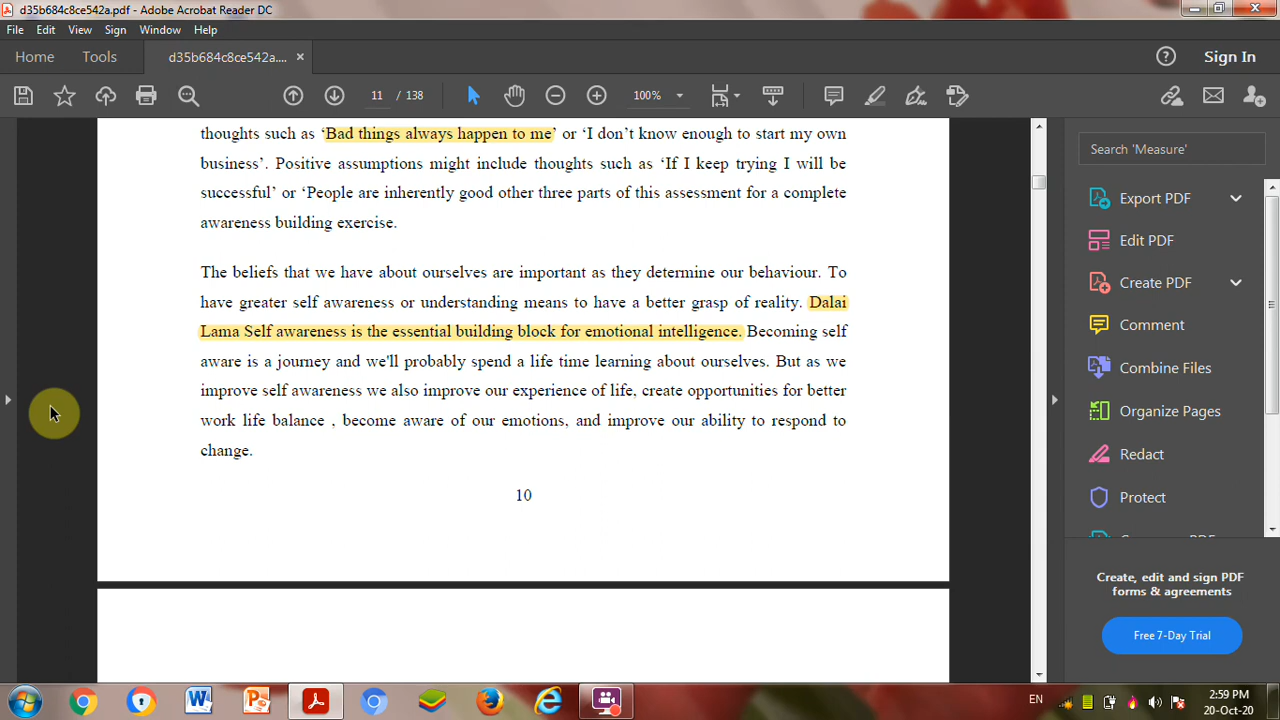 d35b684c8ce542a.pdf - Adobe Acrobat Reader DC
File Edit View Sign Window Help
Home Tools d35b684c8ce542a.... × Sign In
11 / 138 100%
thoughts such as ‘Bad things always happen to me’ or ‘I don’t know enough to start my own
business’. Positive assumptions might include thoughts such as ‘If I keep trying I will be
successful’ or ‘People are inherently good other three parts of this assessment for a complete
awareness building exercise.
The beliefs that we have about ourselves are important as they determine our behaviour. To
have greater self awareness or understanding means to have a better grasp of reality. Dalai
Lama Self awareness is the essential building block for emotional intelligence. Becoming self
aware is a journey and we'll probably spend a life time learning about ourselves. But as we
improve self awareness we also improve our experience of life, create opportunities for better
work life balance , become aware of our emotions, and improve our ability to respond to
change.
10
Search 'Measure'
Export PDF
Edit PDF
Create PDF
Comment
Combine Files
Organize Pages
Redact
Protect
Create, edit and sign PDF
forms & agreements
Free 7-Day Trial
EN
2:59 PM
20-Oct-20